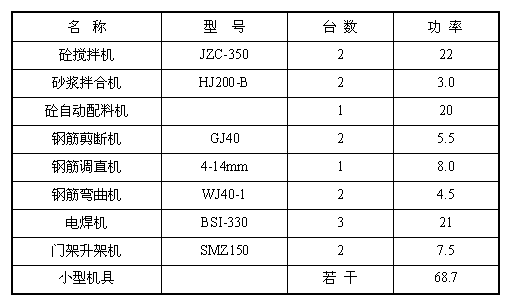 名 称 型 号 台 数 功 率
砼搅拌机 JZC-350 2 22
砂浆拌合机 HJ200-B 2 3.0
砼自动配料机 1 20
钢筋剪断机 GJ40 2 5.5
钢筋调直机 4-14mm 1 8.0
钢筋弯曲机 WJ40-1 2 4.5
电焊机 BSI-330 3 21
门架升架机 SMZ150 2 7.5
小型机具 若 干 68.7